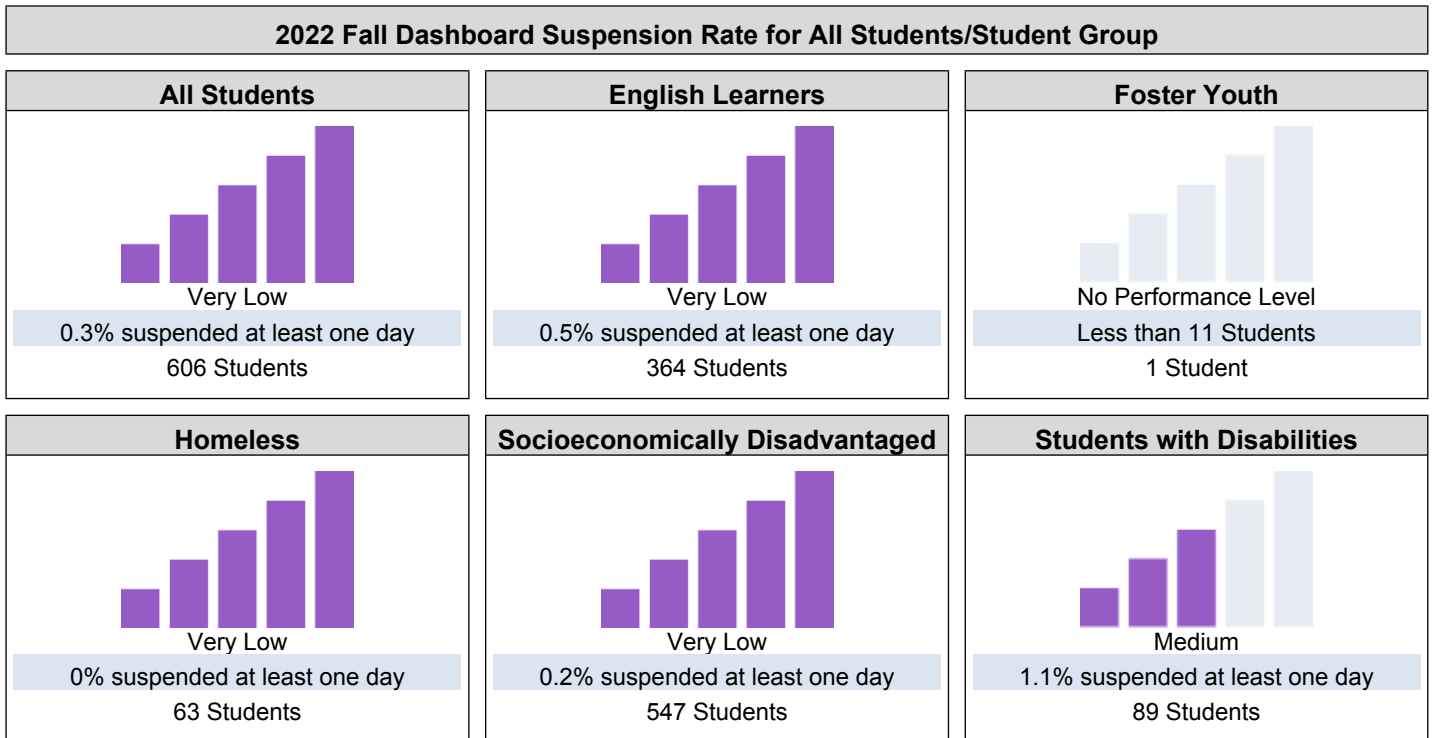 2022 Fall Dashboard Suspension Rate for All Students/Student Group
All Students
Very Low
0.3% suspended at least one day
606 Students
English Learners
Very Low
0.5% suspended at least one day
364 Students
Foster Youth
No Performance Level
Less than 11 Students
1 Student
Homeless
Very Low
0% suspended at least one day
63 Students
Socioeconomically Disadvantaged
Very Low
0.2% suspended at least one day
547 Students
Students with Disabilities
Medium
1.1% suspended at least one day
89 Students